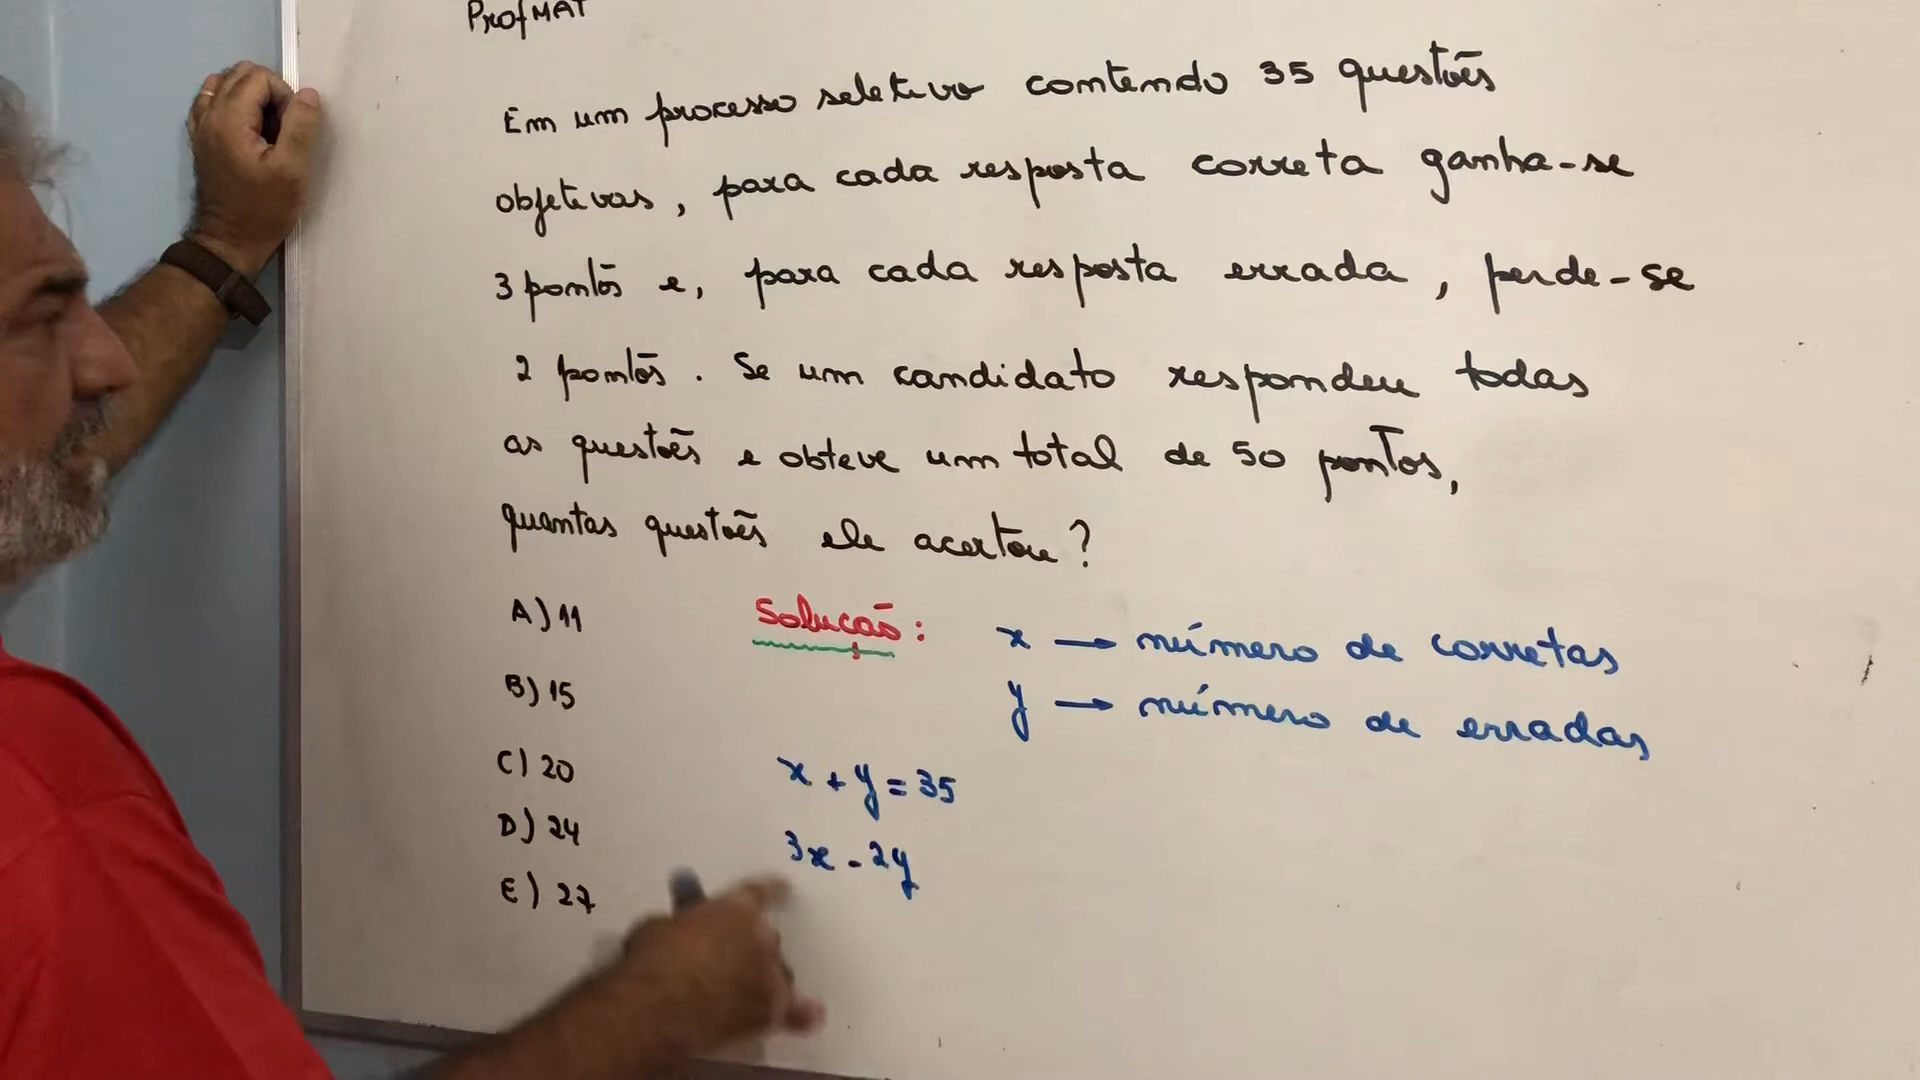 ProfMAT
Em um processo seletivo contendo 35 questões
objetivas, para cada resposta correta ganha-se
3 pontos e, para cada resposta errada, perde-se
2 pontos. Se um candidato respondeu todas
as questões e obteve um total de 50 pontos,
quantas questões ele acertou?
A) 11
B) 15
C) 20
D) 24
E) 27
Solução:
x → número de corretas
y → número de erradas
x + y = 35
3x - 2y